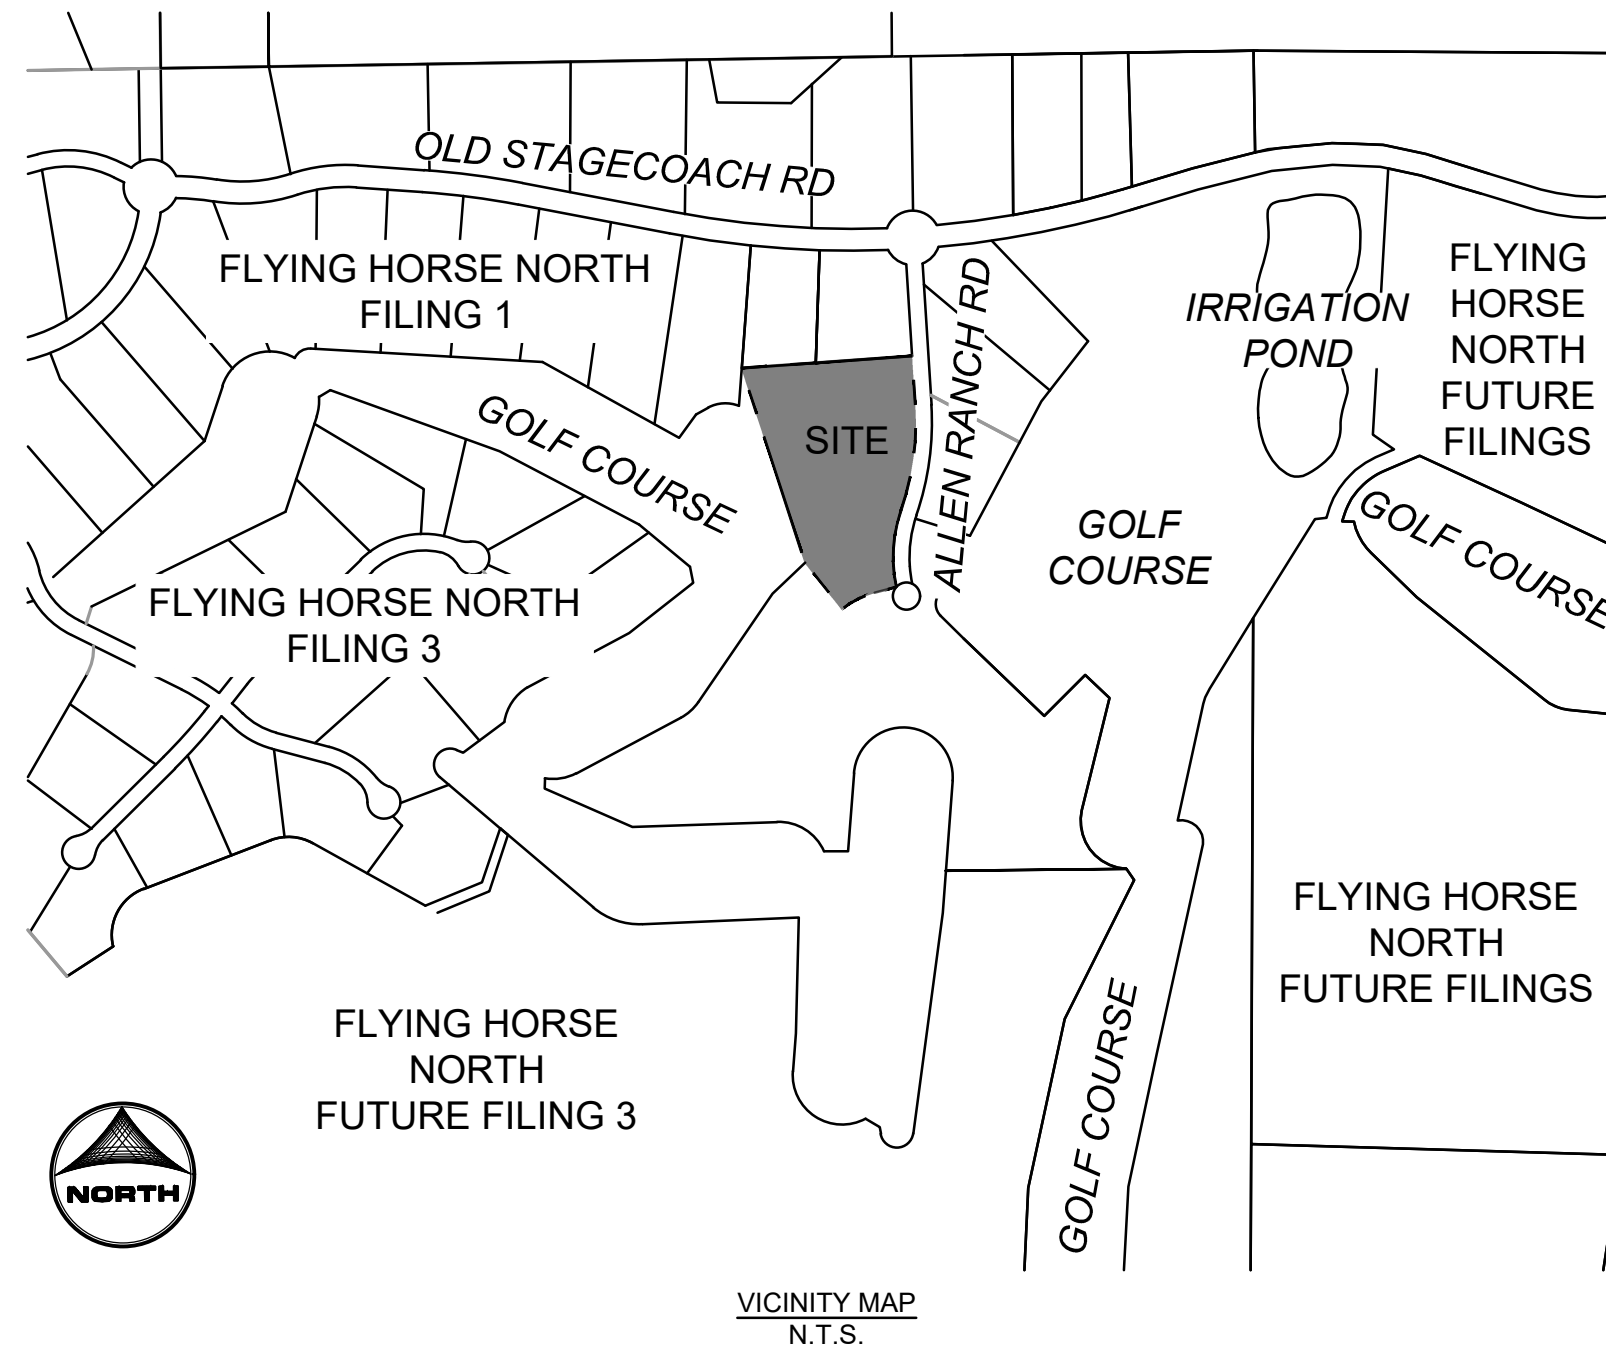 OLD STAGECOACH RD
FLYING HORSE NORTH
FILING 1
ALLEN RANCH RD
IRRIGATION
POND
FLYING
HORSE
NORTH
FUTURE
FILINGS
GOLF COURSE
SITE
GOLF
COURSE
GOLF COURSE
FLYING HORSE NORTH
FILING 3
FLYING HORSE
NORTH
FUTURE FILINGS
FLYING HORSE
NORTH
FUTURE FILING 3
GOLF COURSE
NORTH
VICINITY MAP
N.T.S.